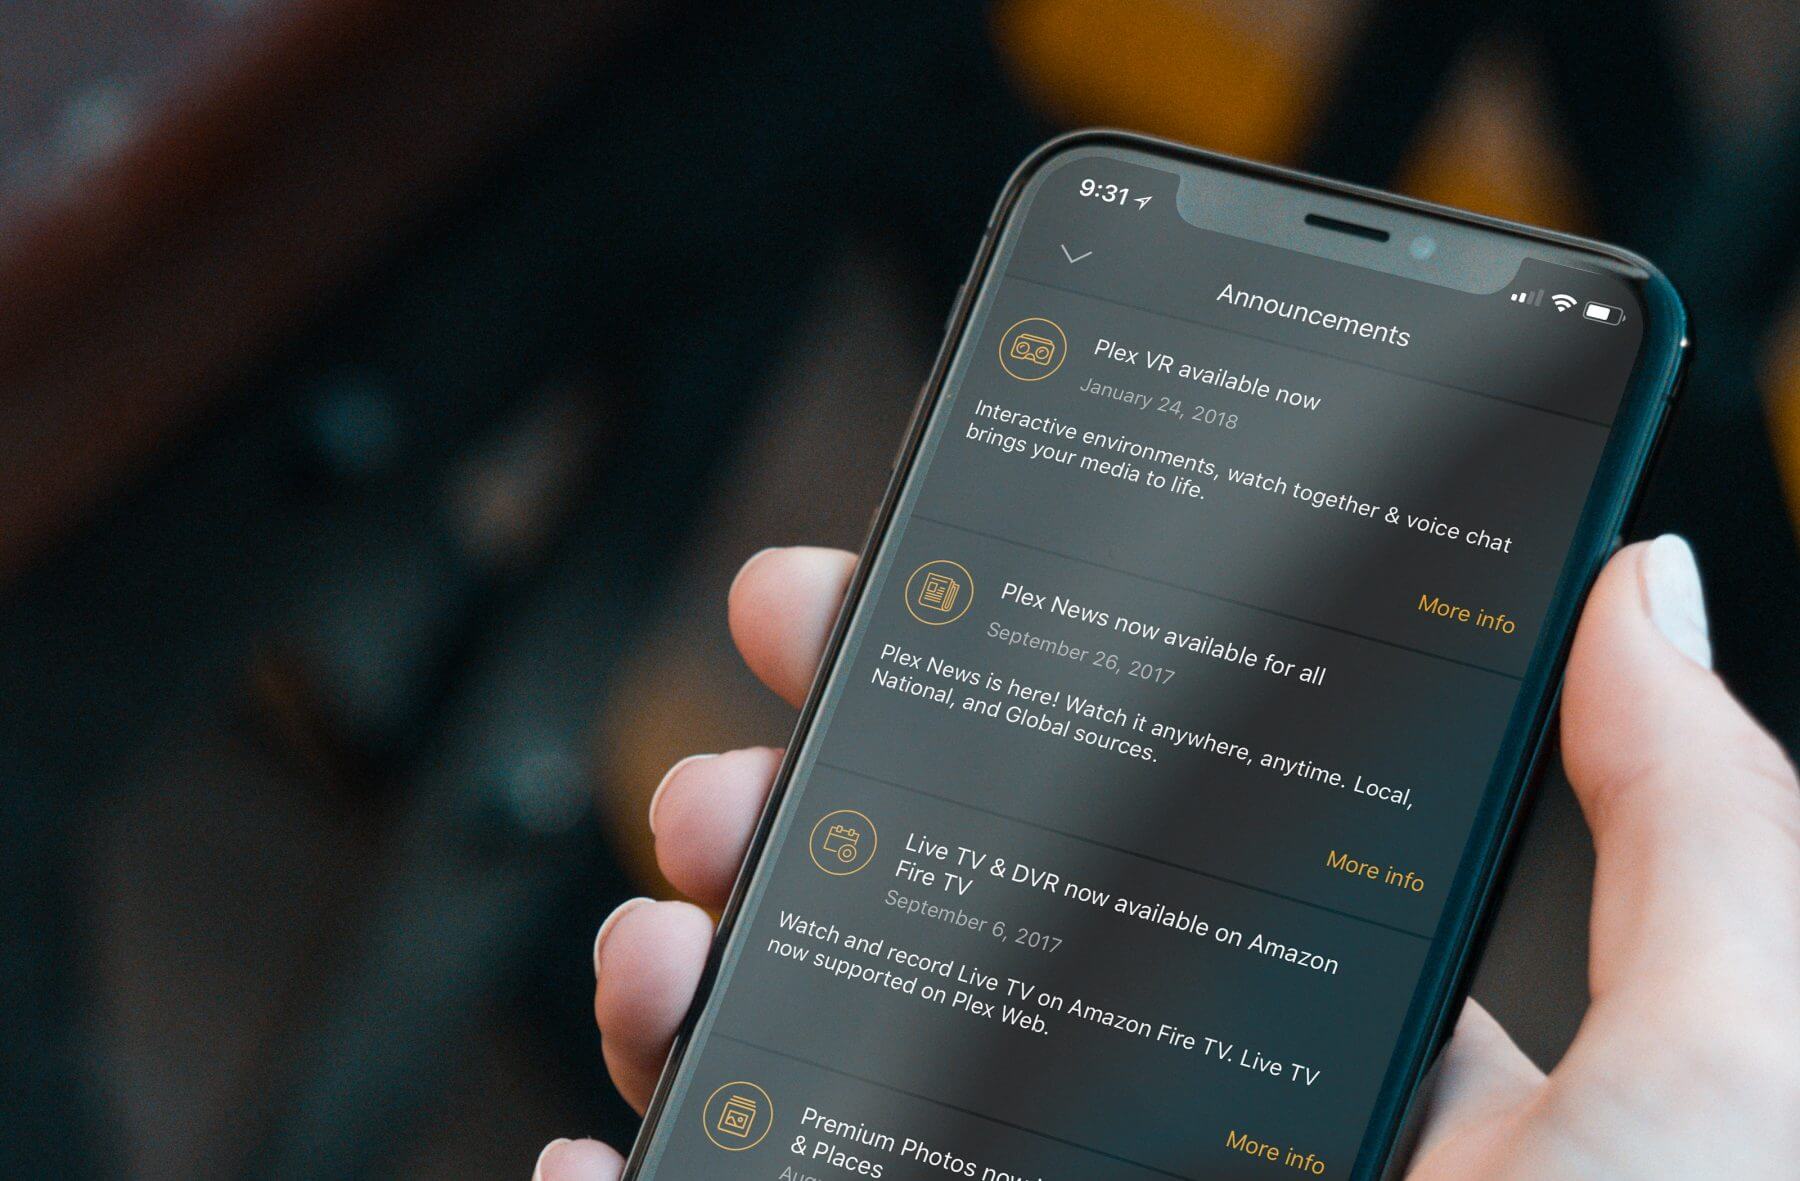 9:31
Announcements
Plex VR available now
January 24, 2018
Interactive environments, watch together & voice chat
brings your media to life.
More info
Plex News now available for all
September 26, 2017
Plex News is here! Watch it anywhere, anytime. Local,
National, and Global sources.
More info
Live TV & DVR now available on Amazon
Fire TV
September 6, 2017
Watch and record Live TV on Amazon Fire TV. Live TV
now supported on Plex Web.
More info
Premium Photos now
& Places